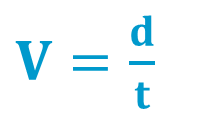 V = d/t